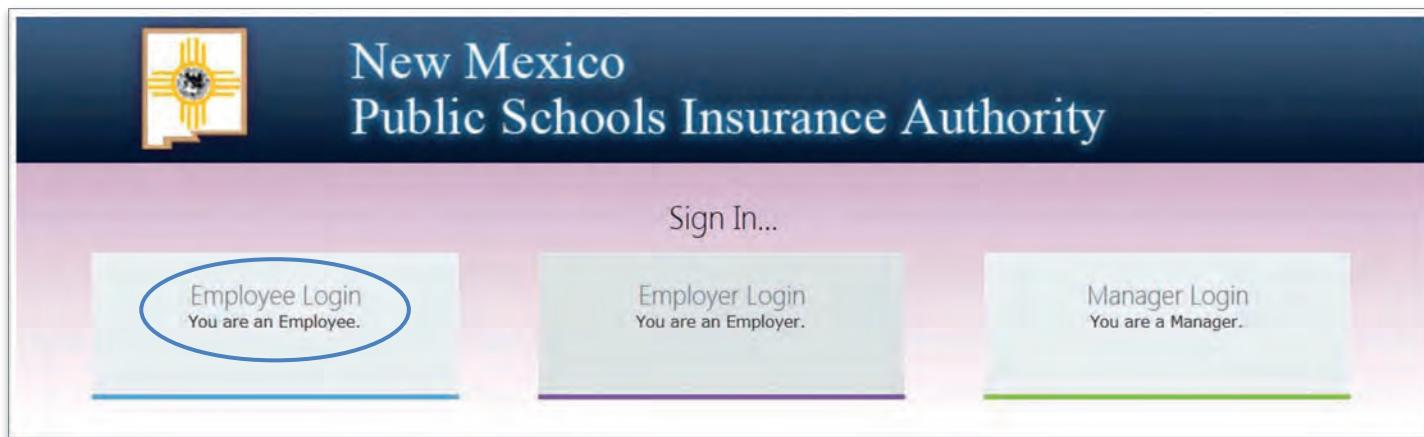 New Mexico
Public Schools Insurance Authority
Sign In...
Employee Login
You are an Employee.
Employer Login
You are an Employer.
Manager Login
You are a Manager.